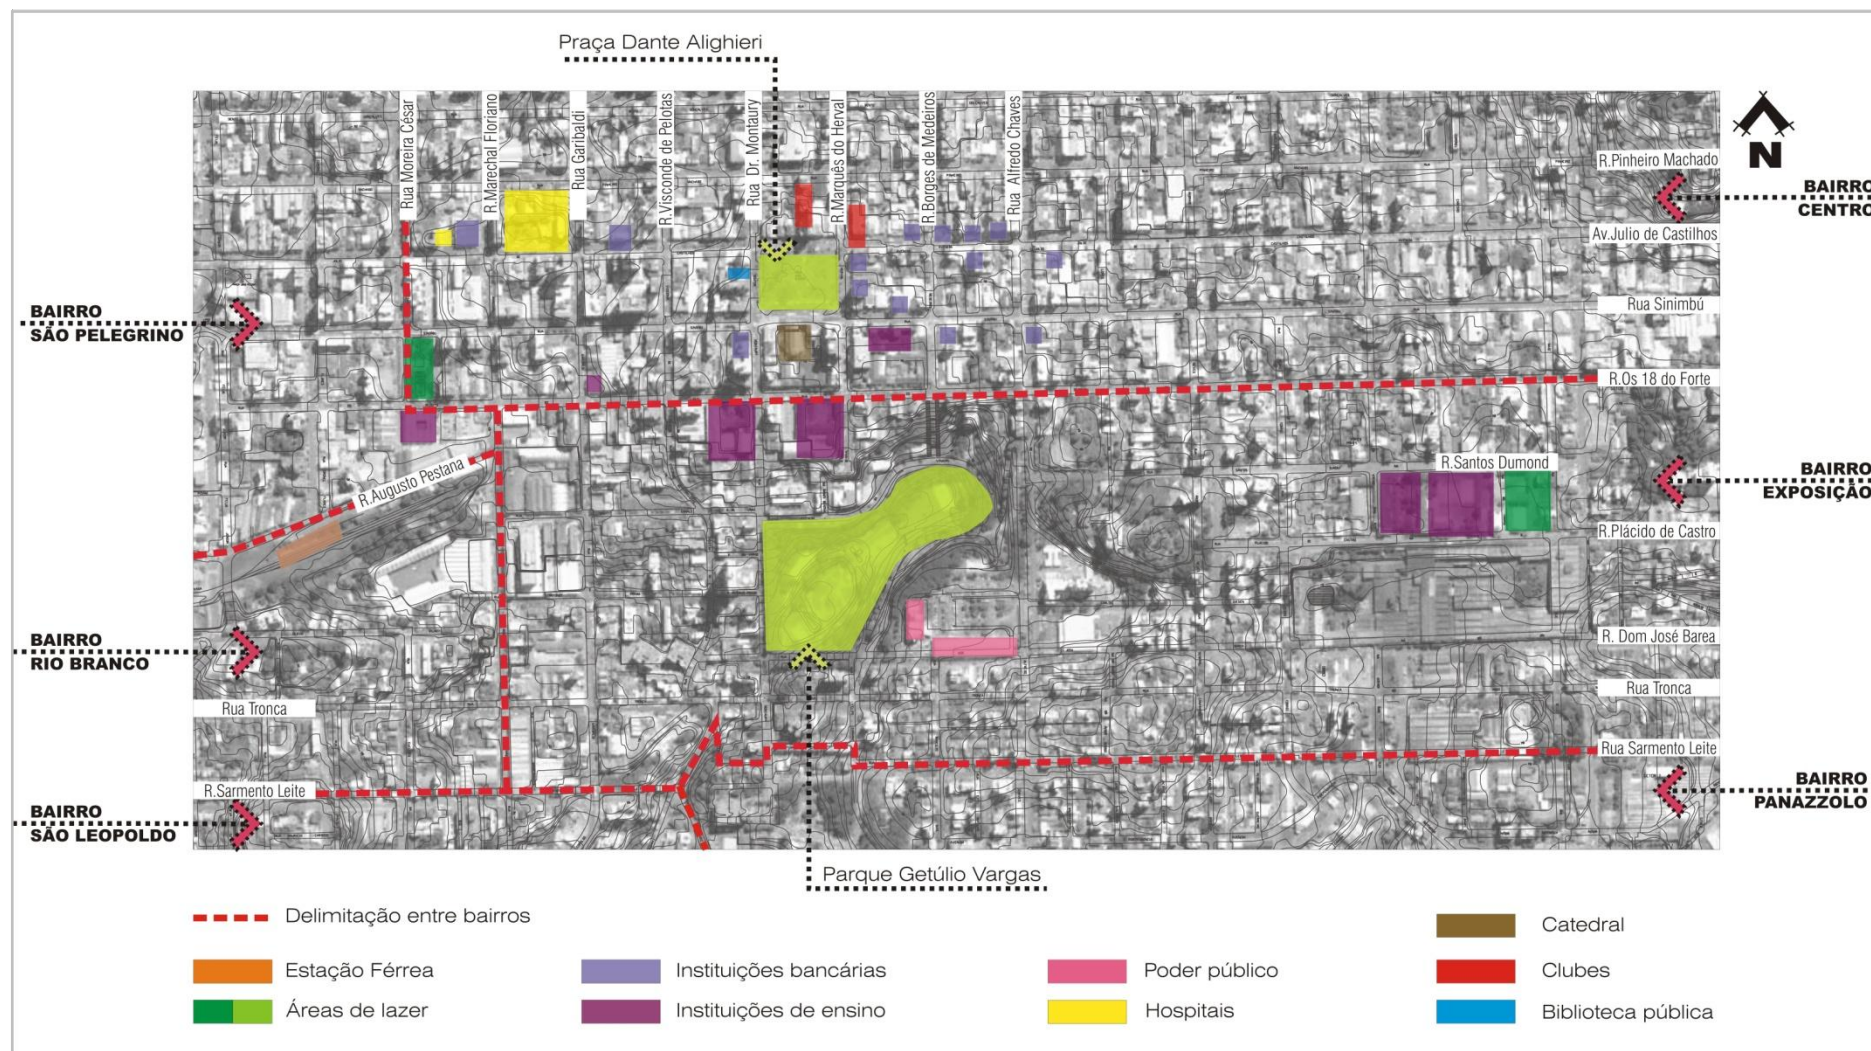 Praça Dante Alighieri
Rua Moreira César
R.Marechal Floriano
Rua Garibaldi
R.Visconde de Pelotas
Rua Dr. Montaury
R.Marquês do Herval
R.Borges de Medeiros
Rua Alfredo Chaves
N
R.Pinheiro Machado
BAIRRO
CENTRO
Av.Julio de Castilhos
Rua Sinimbú
BAIRRO
SÃO PELEGRINO
R.Os 18 do Forte
R.Augusto Pestana
R.Santos Dumond
BAIRRO
EXPOSIÇÃO
R.Plácido de Castro
BAIRRO
RIO BRANCO
R. Dom José Barea
Rua Tronca
Rua Tronca
Rua Sarmento Leite
R.Sarmento Leite
BAIRRO
PANAZZOLO
BAIRRO
SÃO LEOPOLDO
Parque Getúlio Vargas
Delimitação entre bairros
Catedral
Estação Férrea
Instituições bancárias
Poder público
Clubes
Áreas de lazer
Instituições de ensino
Hospitais
Biblioteca pública